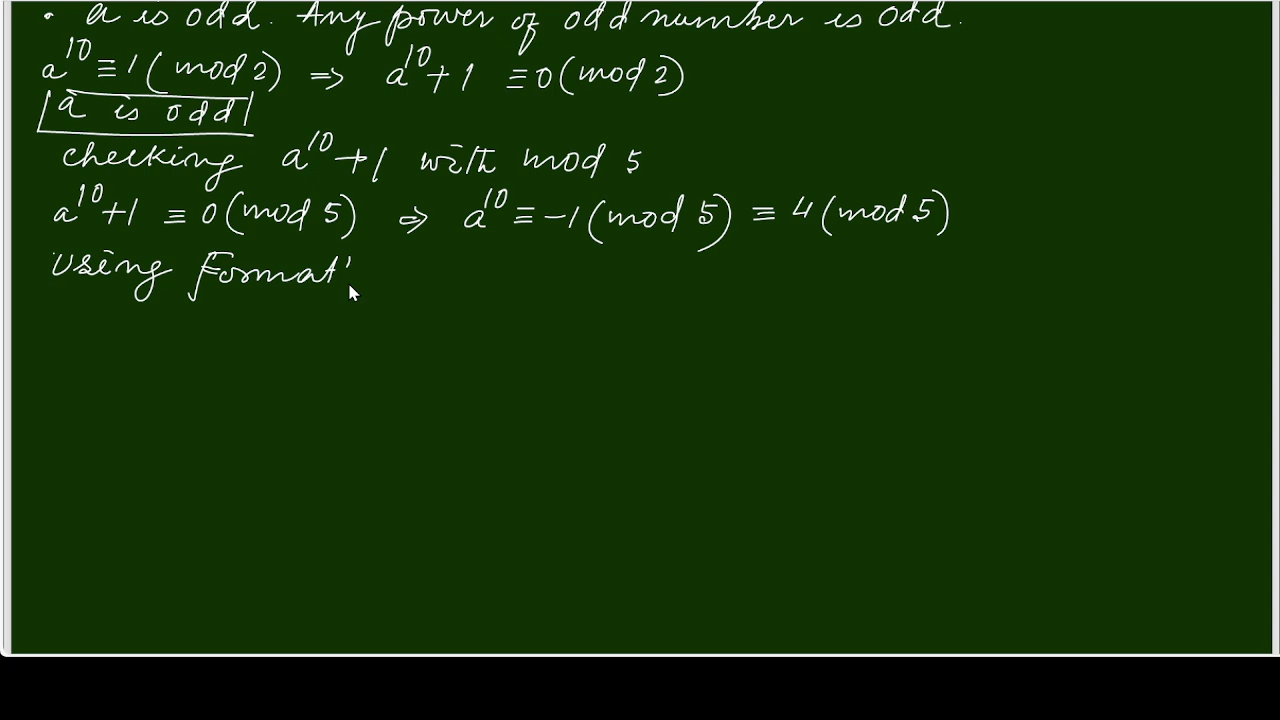 • a is odd. Any power of odd number is odd.
a^10 ≡ 1 (mod 2) ⇒ a^10 + 1 ≡ 0 (mod 2)
a is odd
checking a^10 + 1 with mod 5
a^10 + 1 ≡ 0 (mod 5) ⇒ a^10 ≡ -1 (mod 5) ≡ 4 (mod 5)
using Format'